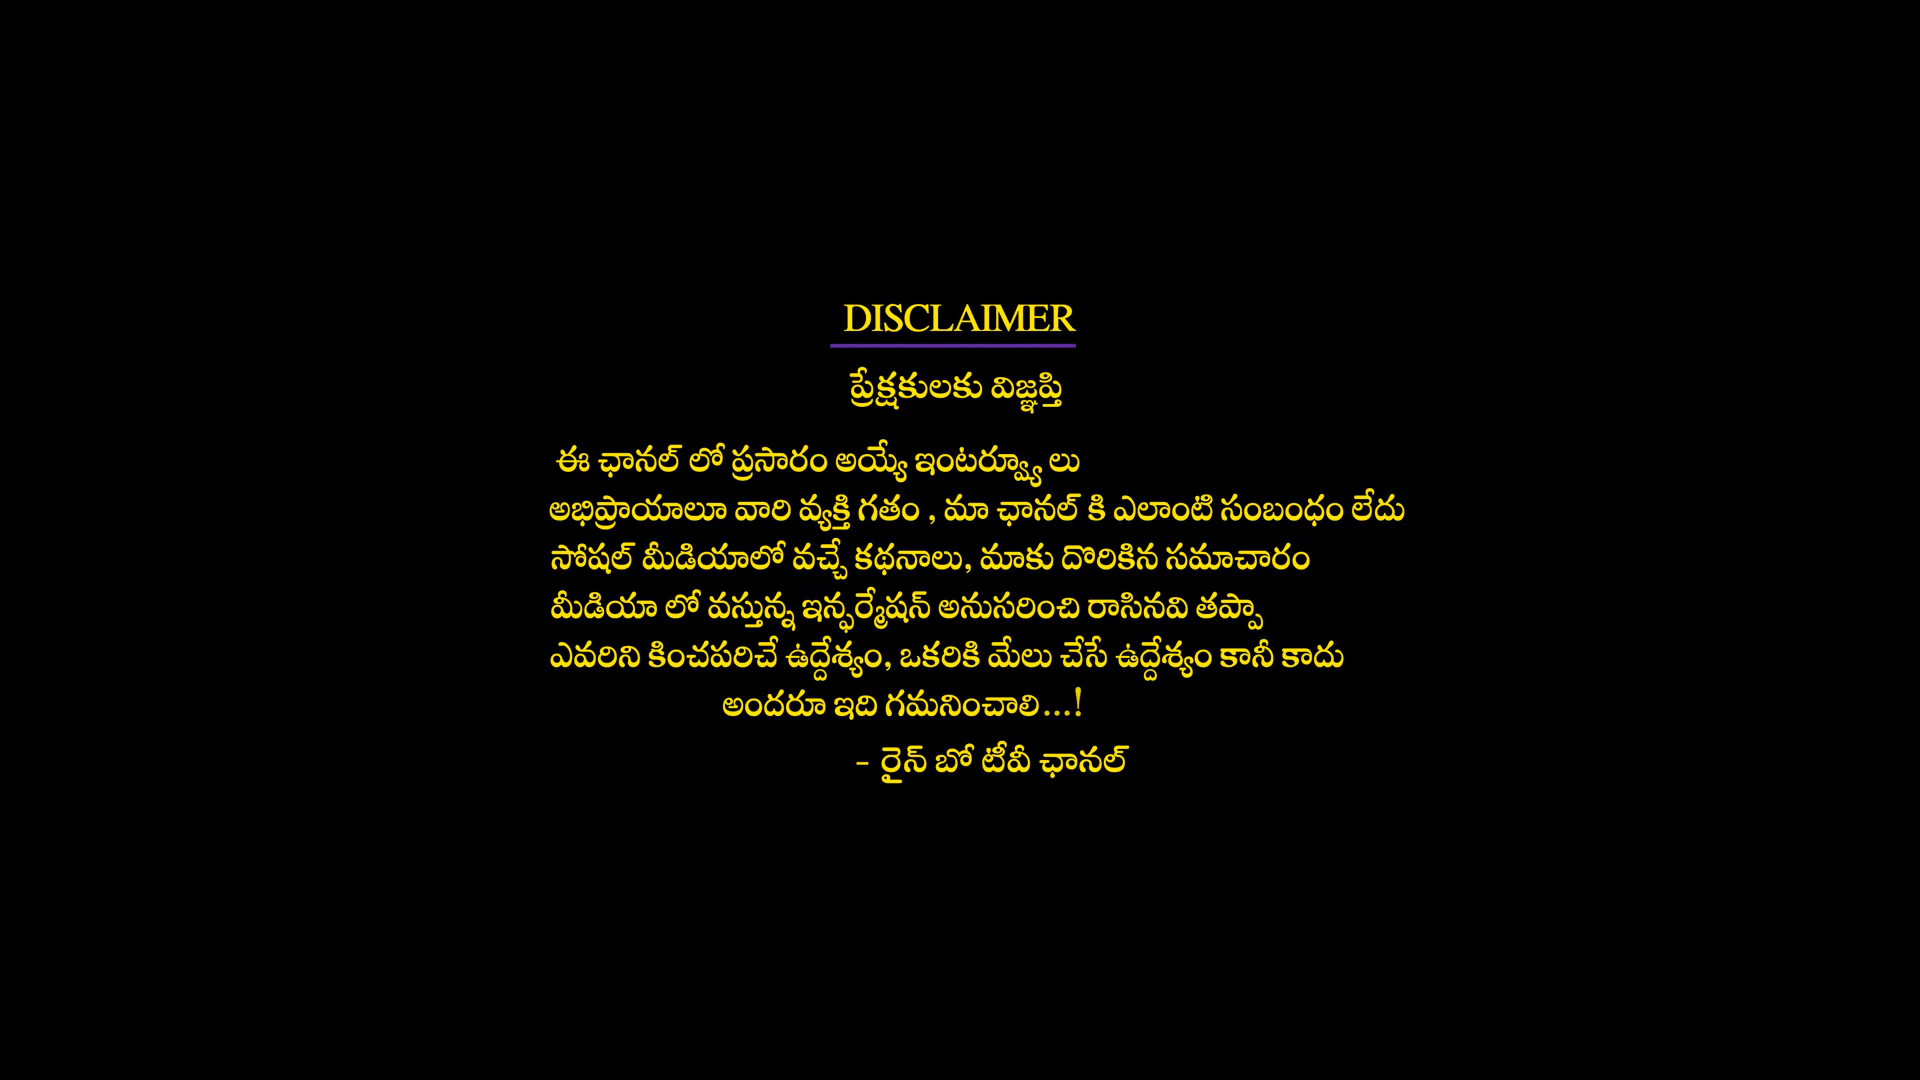 DISCLAIMER
ప్రేక్షకులకు విజ్ఞప్తి
ఈ ఛానల్ లో ప్రసారం అయ్యే ఇంటర్వ్యూ లు
అభిప్రాయాలూ వారి వ్యక్తి గతం , మా ఛానల్ కి ఎలాంటి సంబంధం లేదు
సోషల్ మీడియాలో వచ్చే కథనాలు, మాకు దొరికిన సమాచారం
మీడియా లో వస్తున్న ఇన్ఫర్మేషన్ అనుసరించి రాసినవి తప్పా
ఎవరిని కించపరిచే ఉద్దేశ్యం, ఒకరికి మేలు చేసే ఉద్దేశ్యం కానీ కాదు
అందరూ ఇది గమనించాలి...!
- రైన్ బో టీవీ ఛానల్